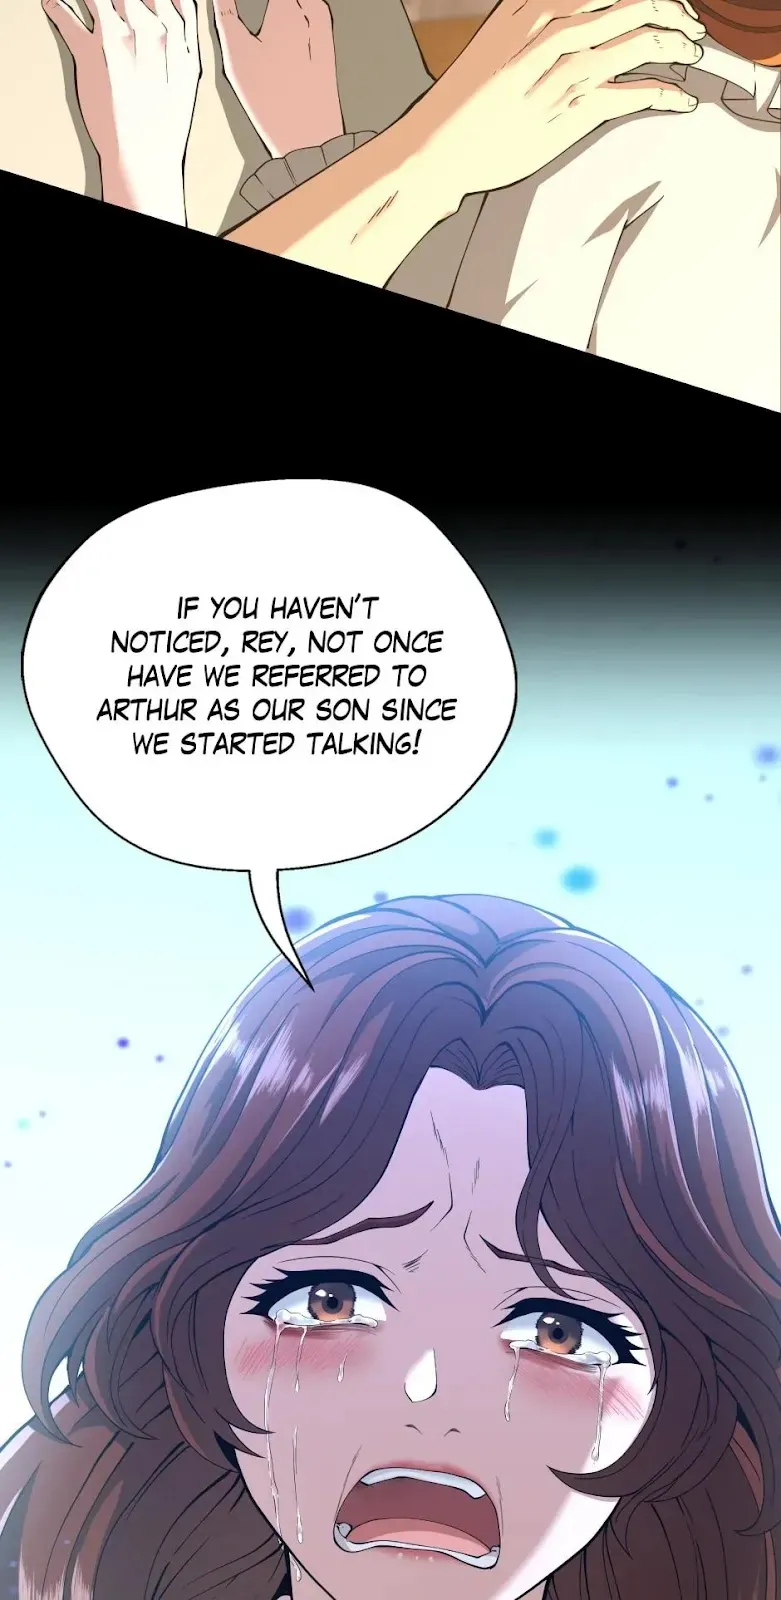 IF YOU HAVEN'T
NOTICED, REY, NOT ONCE
HAVE WE REFERRED TO
ARTHUR AS OUR SON SINCE
WE STARTED TALKING!